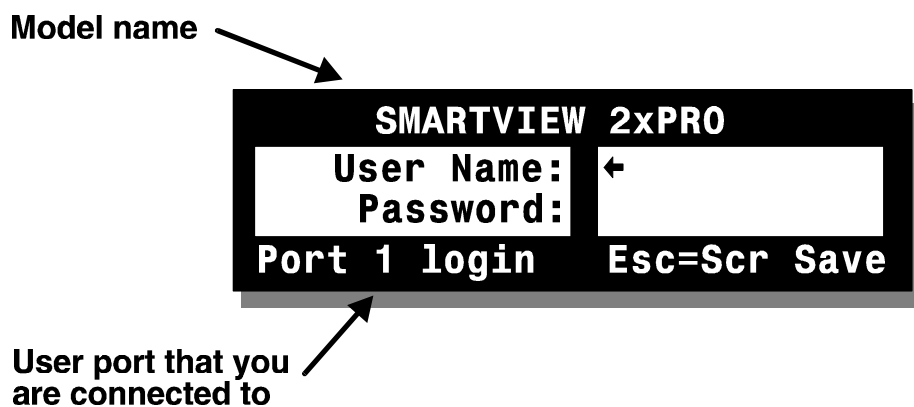 Model name
SMARTVIEW 2xPRO
User Name: ←
Password:
Port 1 login Esc=Scr Save
User port that you
are connected to